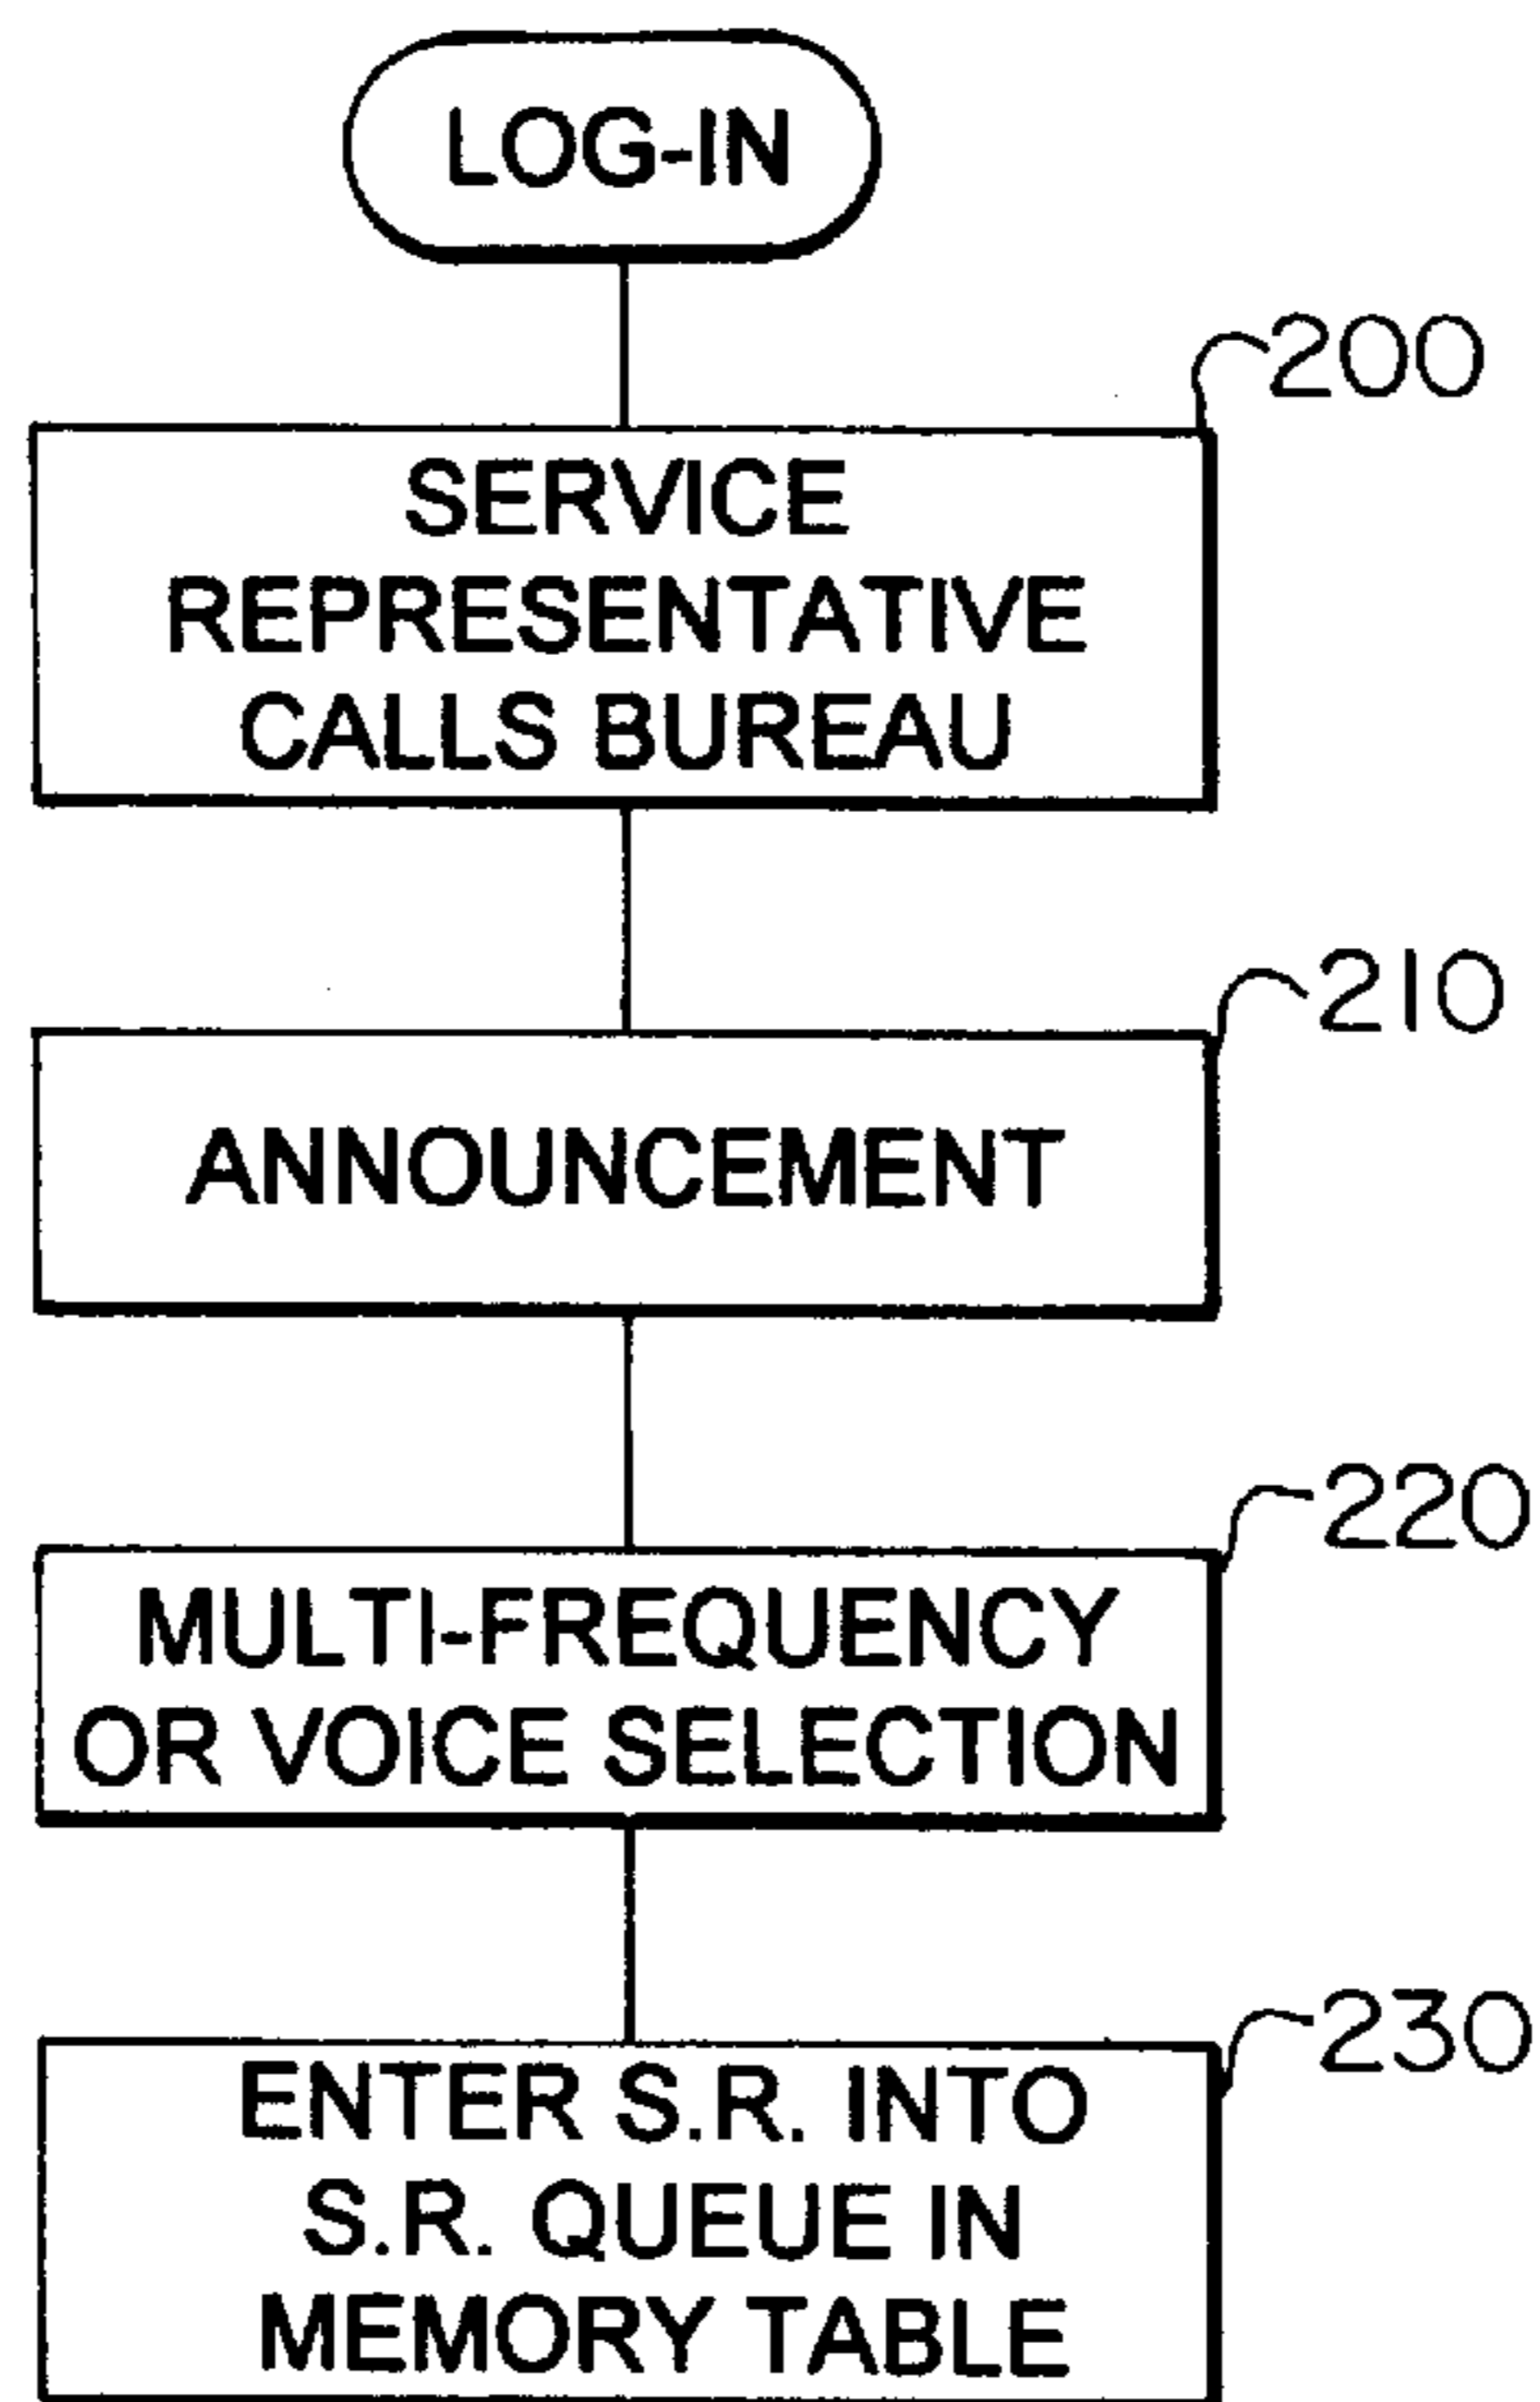 LOG-IN
200
SERVICE
REPRESENTATIVE
CALLS BUREAU
210
ANNOUNCEMENT
220
MULTI-FREQUENCY
OR VOICE SELECTION
230
ENTER S.R. INTO
S.R. QUEUE IN
MEMORY TABLE